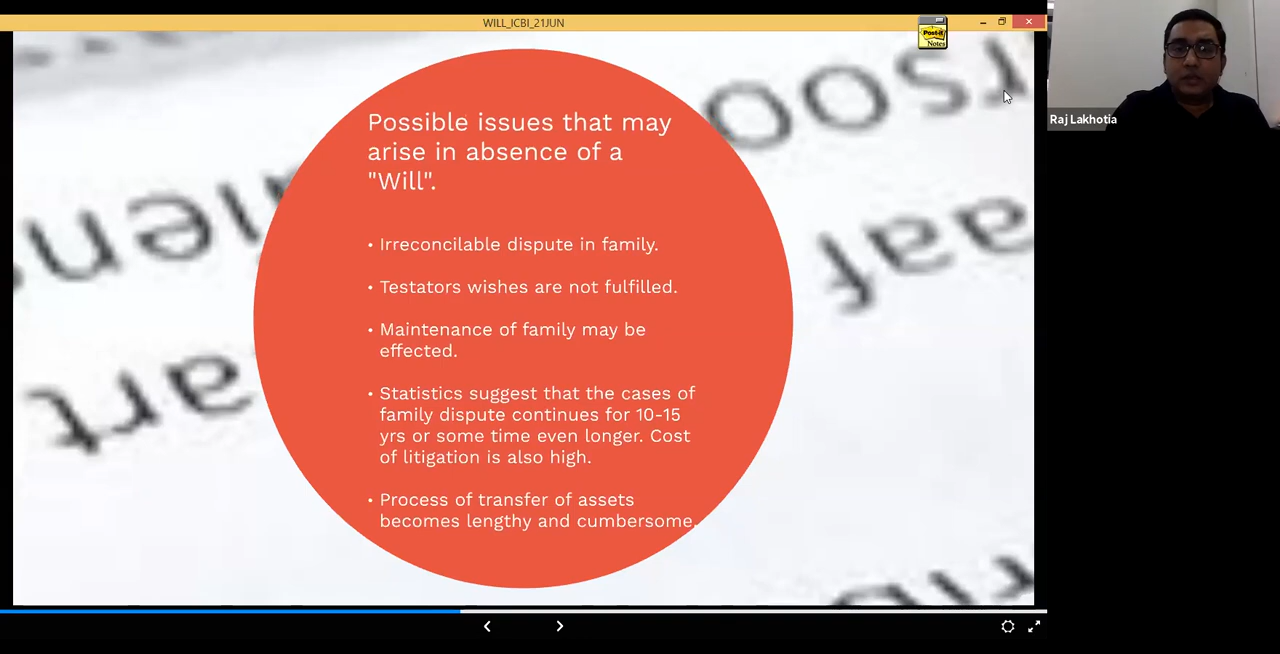 WILL_ICBI_21JUN
Post-it
Notes
Raj Lakhotia
Possible issues that may
arise in absence of a
"Will".
• Irreconcilable dispute in family.
• Testators wishes are not fulfilled.
• Maintenance of family may be
effected.
• Statistics suggest that the cases of
family dispute continues for 10-15
yrs or some time even longer. Cost
of litigation is also high.
• Process of transfer of assets
becomes lengthy and cumbersome.